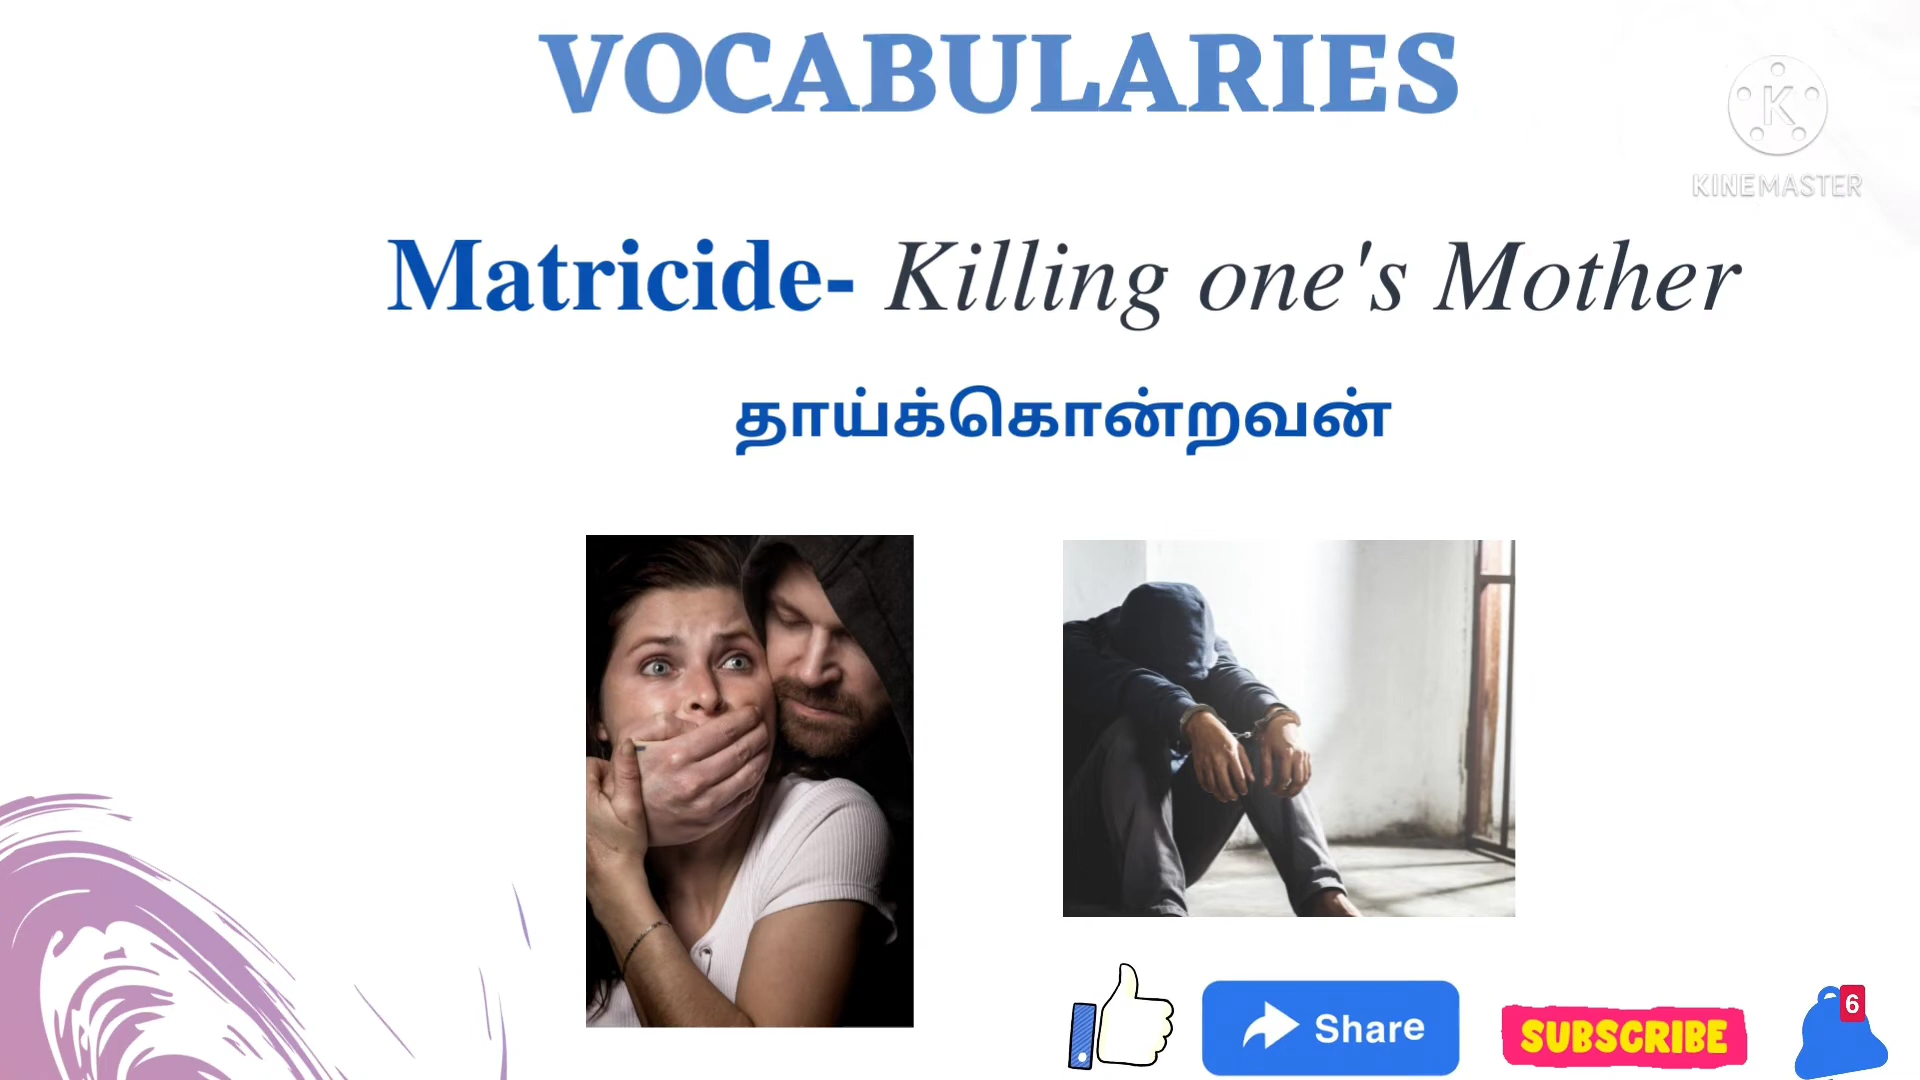 VOCABULARIES
K
KINEMASTER
Matricide- Killing one's Mother
தாய்க்கொன்றவன்
Share
SUBSCRIBE
6